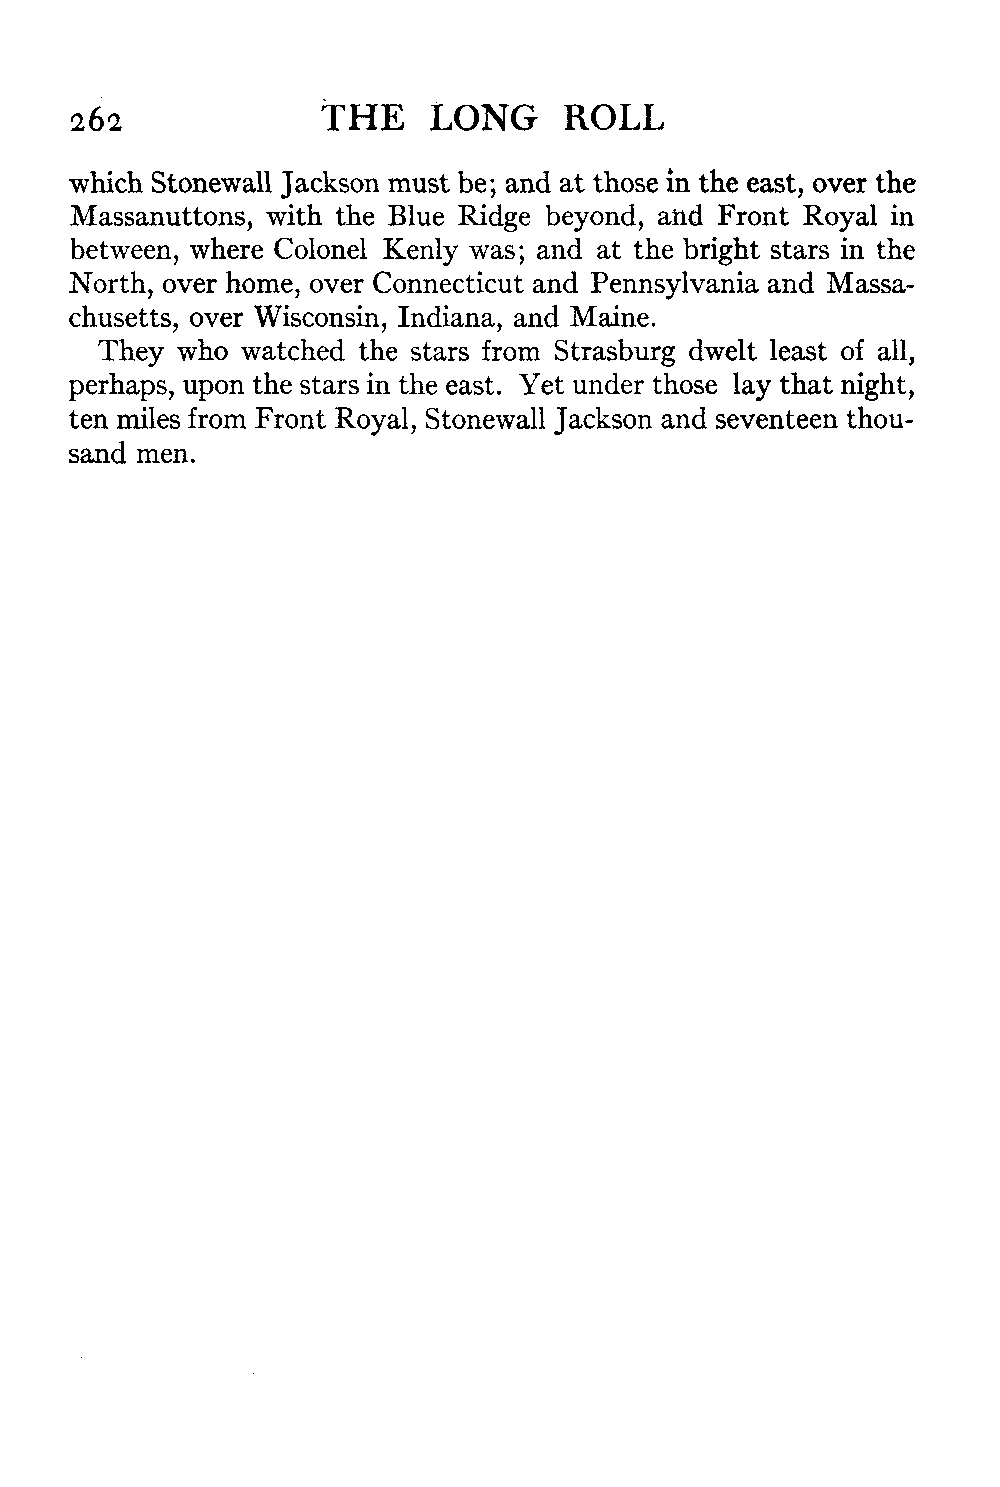 262 THE LONG ROLL
which Stonewall Jackson must be; and at those in the east, over the
Massanuttons, with the Blue Ridge beyond, and Front Royal in
between, where Colonel Kenly was; and at the bright stars in the
North, over home, over Connecticut and Pennsylvania and Massa-
chusetts, over Wisconsin, Indiana, and Maine.
They who watched the stars from Strasburg dwelt least of all,
perhaps, upon the stars in the east. Yet under those lay that night,
ten miles from Front Royal, Stonewall Jackson and seventeen thou-
sand men.